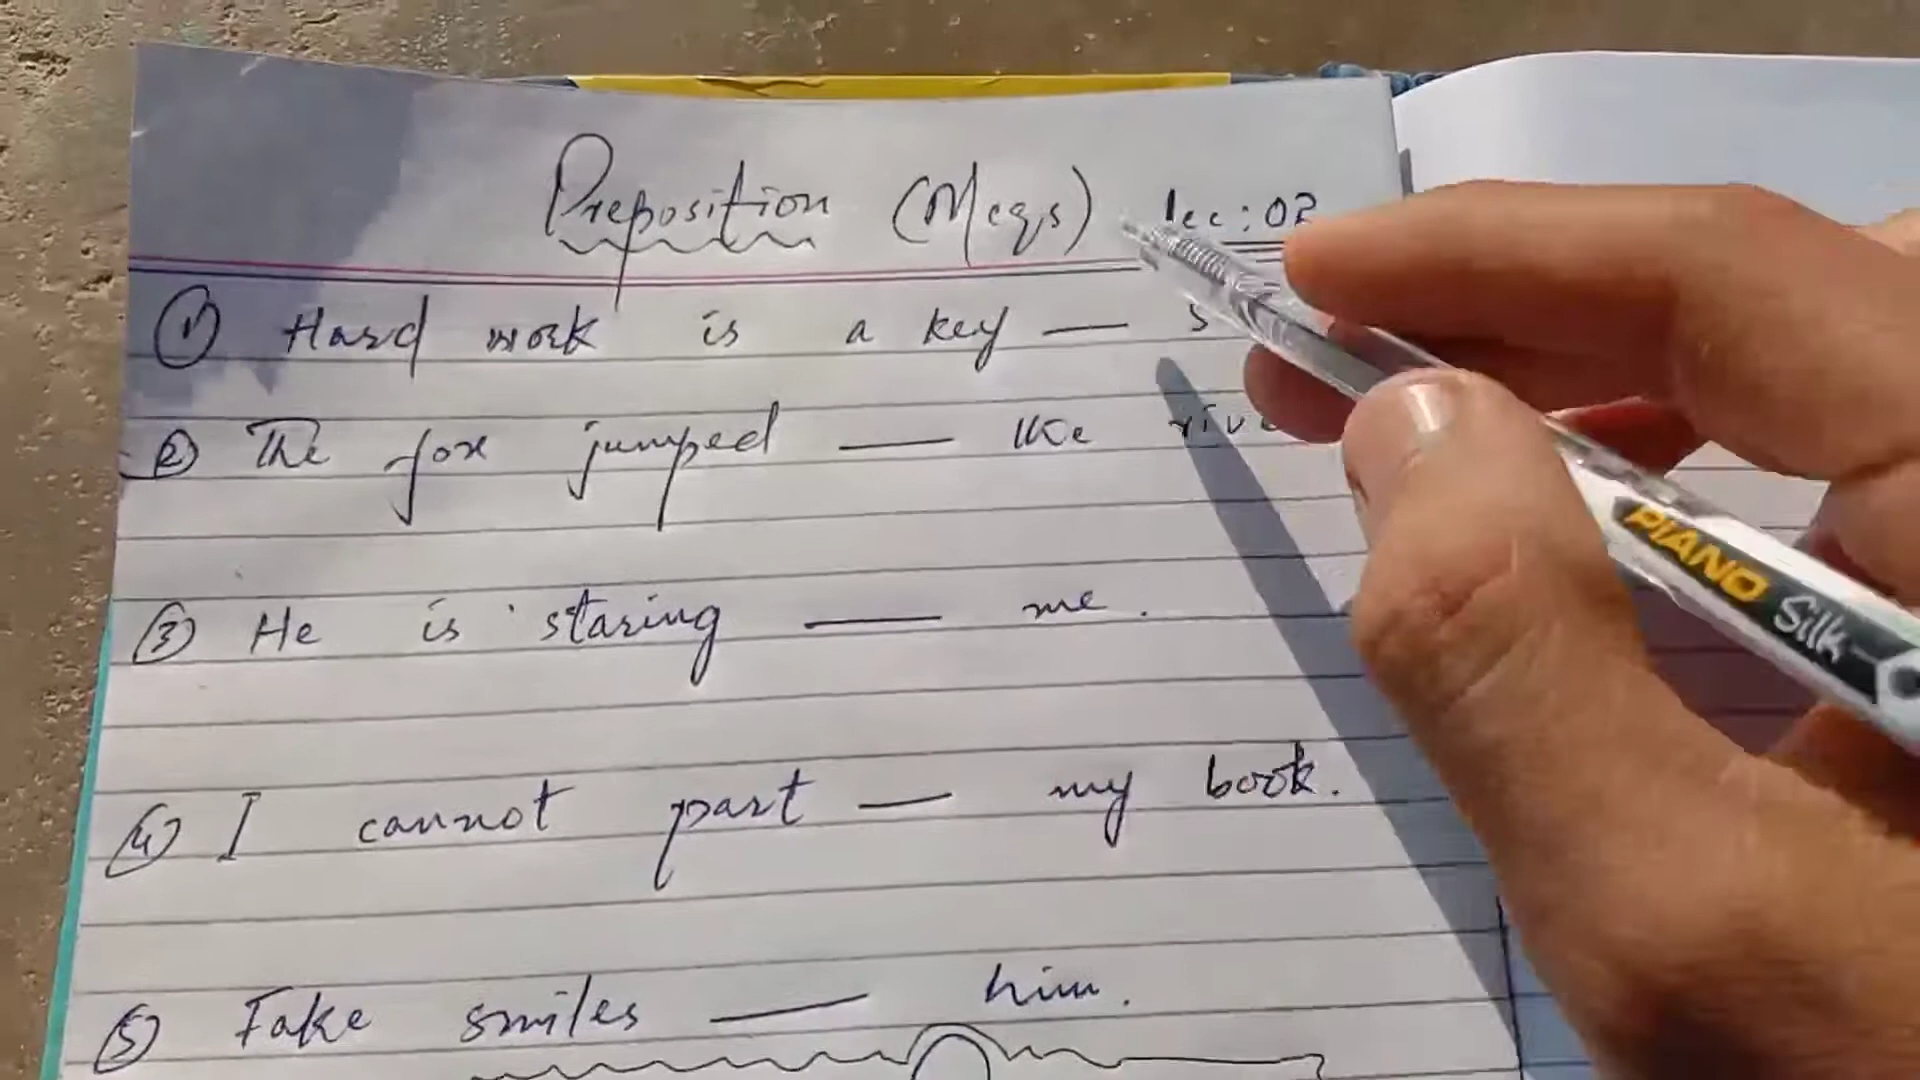 Preposition (Mcqs) lec: 02
① Hard work is a key —
② The fox jumped — the
③ He is staring — me.
④ I cannot part — my book.
⑤ Fake smiles — him.
PIANO Silk